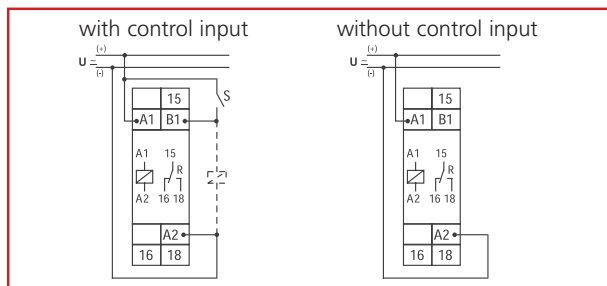 with control input
without control input
(+)
U
(-)
S
15
A1 B1
A1 15
R
A2 16 18
A2
16 18
(+)
U
(-)
15
A1 B1
A1 15
R
A2 16 18
A2
16 18